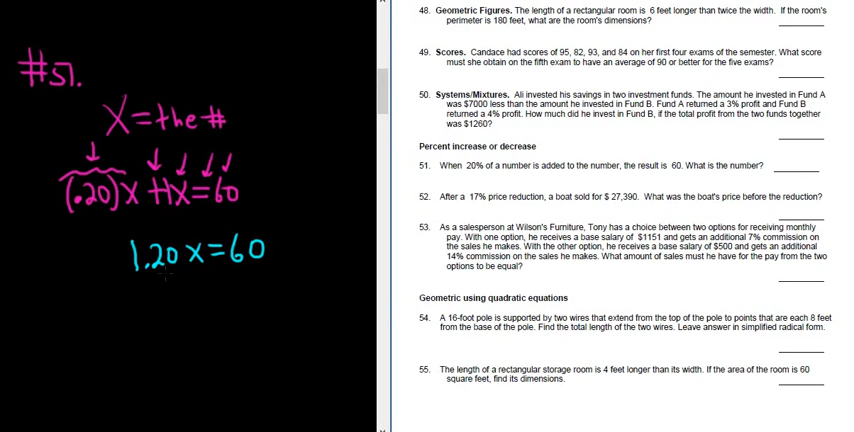 #51.
X = the #
(.20)x + 1x = 60
1.20x = 60
48. Geometric Figures. The length of a rectangular room is 6 feet longer than twice the width. If the room's
perimeter is 180 feet, what are the room's dimensions?
49. Scores. Candace had scores of 95, 82, 93, and 84 on her first four exams of the semester. What score
must she obtain on the fifth exam to have an average of 90 or better for the five exams?
50. Systems/Mixtures. Ali invested his savings in two investment funds. The amount he invested in Fund A
was $7000 less than the amount he invested in Fund B. Fund A returned a 3% profit and Fund B
returned a 4% profit. How much did he invest in Fund B, if the total profit from the two funds together
was $1260?
Percent increase or decrease
51. When 20% of a number is added to the number, the result is 60. What is the number?
52. After a 17% price reduction, a boat sold for $ 27,390. What was the boat's price before the reduction?
53. As a salesperson at Wilson's Furniture, Tony has a choice between two options for receiving monthly
pay. With one option, he receives a base salary of $1151 and gets an additional 7% commission on
the sales he makes. With the other option, he receives a base salary of $500 and gets an additional
14% commission on the sales he makes. What amount of sales must he have for the pay from the two
options to be equal?
Geometric using quadratic equations
54. A 16-foot pole is supported by two wires that extend from the top of the pole to points that are each 8 feet
from the base of the pole. Find the total length of the two wires. Leave answer in simplified radical form.
55. The length of a rectangular storage room is 4 feet longer than its width. If the area of the room is 60
square feet, find its dimensions.